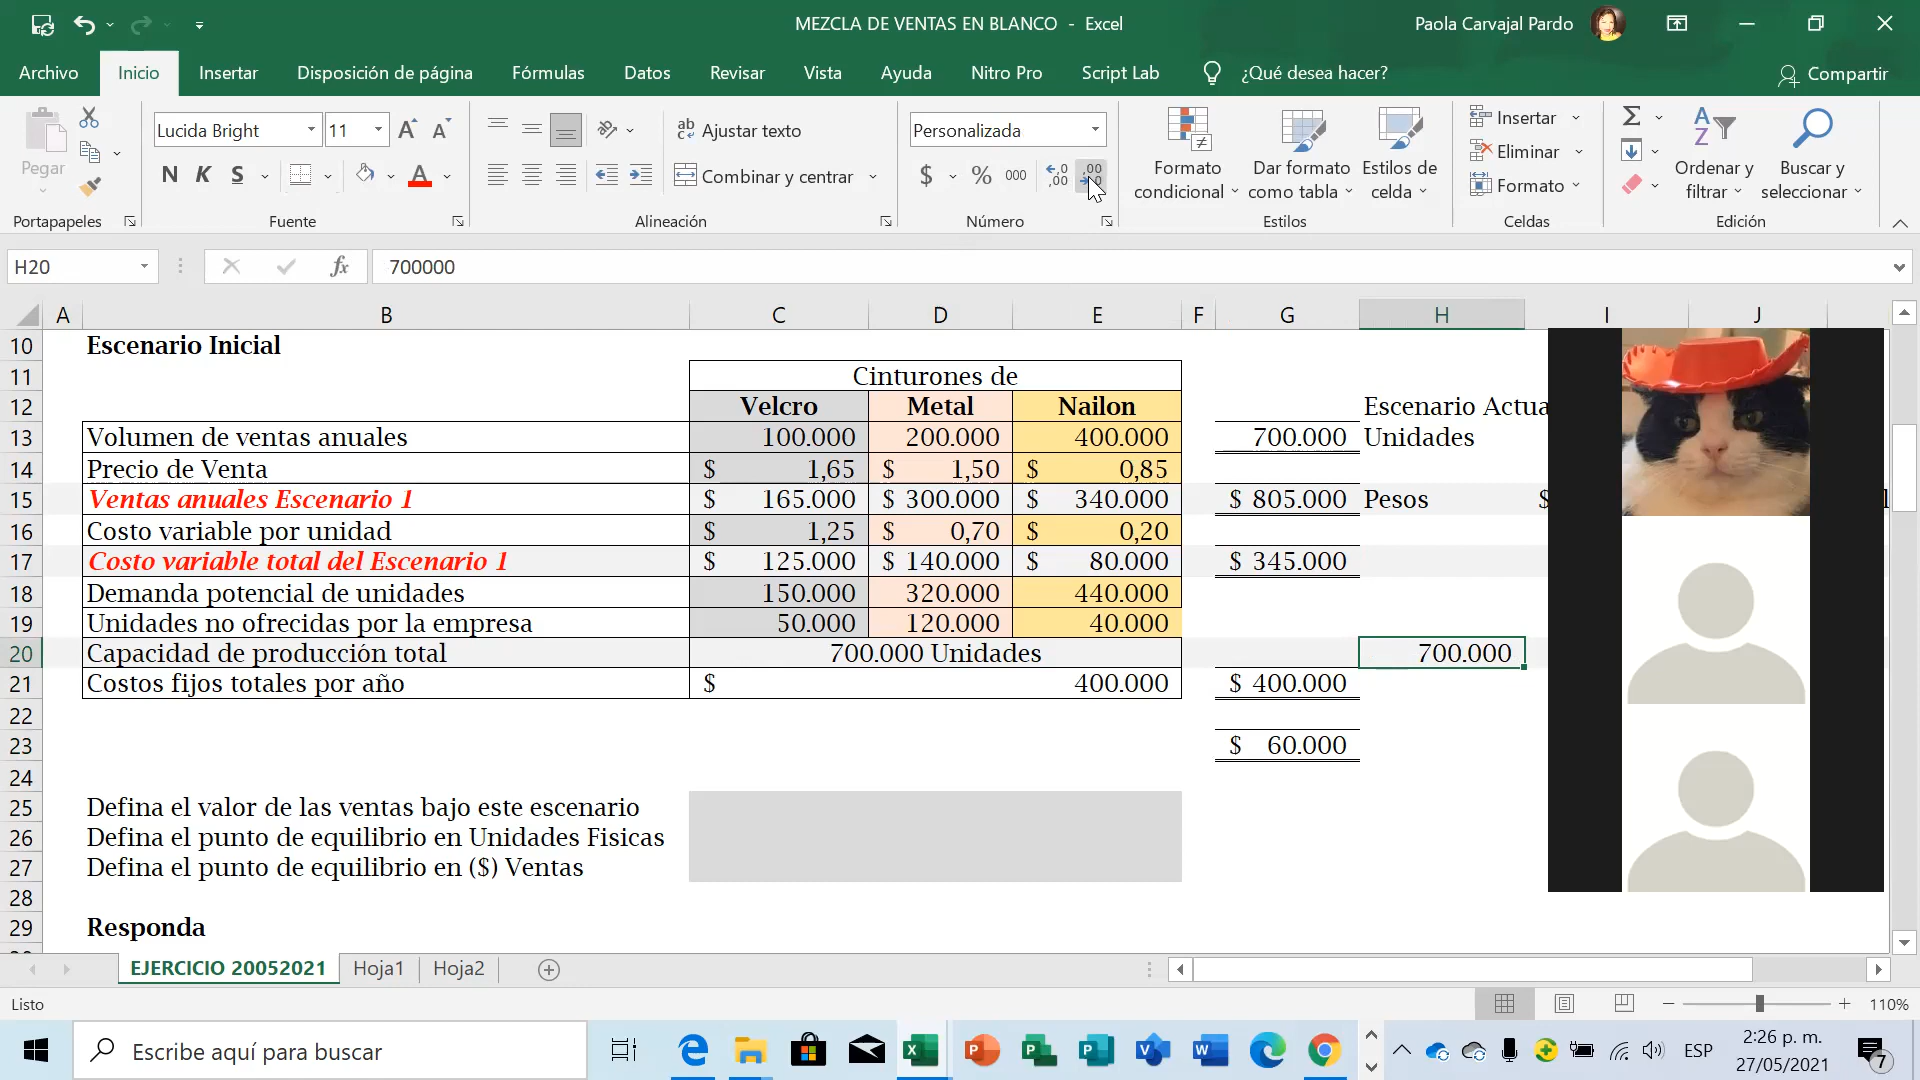 MEZCLA DE VENTAS EN BLANCO - Excel
Paola Carvajal Pardo
Archivo Inicio Insertar Disposición de página Fórmulas Datos Revisar Vista Ayuda Nitro Pro Script Lab ¿Qué desea hacer? Compartir
Pegar
Lucida Bright 11
N K S
Ajustar texto
Combinar y centrar
Personalizada
$ % 000
Formato condicional
Dar formato como tabla
Estilos de celda
Insertar
Eliminar
Formato
Ordenar y filtrar
Buscar y seleccionar
Portapapeles Fuente Alineación Número Estilos Celdas Edición
H20 fx 700000
A B C D E F G H I J
10 Escenario Inicial
11 Cinturones de
12 Velcro Metal Nailon Escenario Actua
13 Volumen de ventas anuales 100.000 200.000 400.000 700.000 Unidades
14 Precio de Venta $ 1,65 $ 1,50 $ 0,85
15 Ventas anuales Escenario 1 $ 165.000 $ 300.000 $ 340.000 $ 805.000 Pesos $
16 Costo variable por unidad $ 1,25 $ 0,70 $ 0,20
17 Costo variable total del Escenario 1 $ 125.000 $ 140.000 $ 80.000 $ 345.000
18 Demanda potencial de unidades 150.000 320.000 440.000
19 Unidades no ofrecidas por la empresa 50.000 120.000 40.000
20 Capacidad de producción total 700.000 Unidades 700.000
21 Costos fijos totales por año $ 400.000 $ 400.000
22
23 $ 60.000
24
25 Defina el valor de las ventas bajo este escenario
26 Defina el punto de equilibrio en Unidades Fisicas
27 Defina el punto de equilibrio en ($) Ventas
28
29 Responda
EJERCICIO 20052021 Hoja1 Hoja2
Listo 110%
Escribe aquí para buscar
ESP
2:26 p. m.
27/05/2021
7